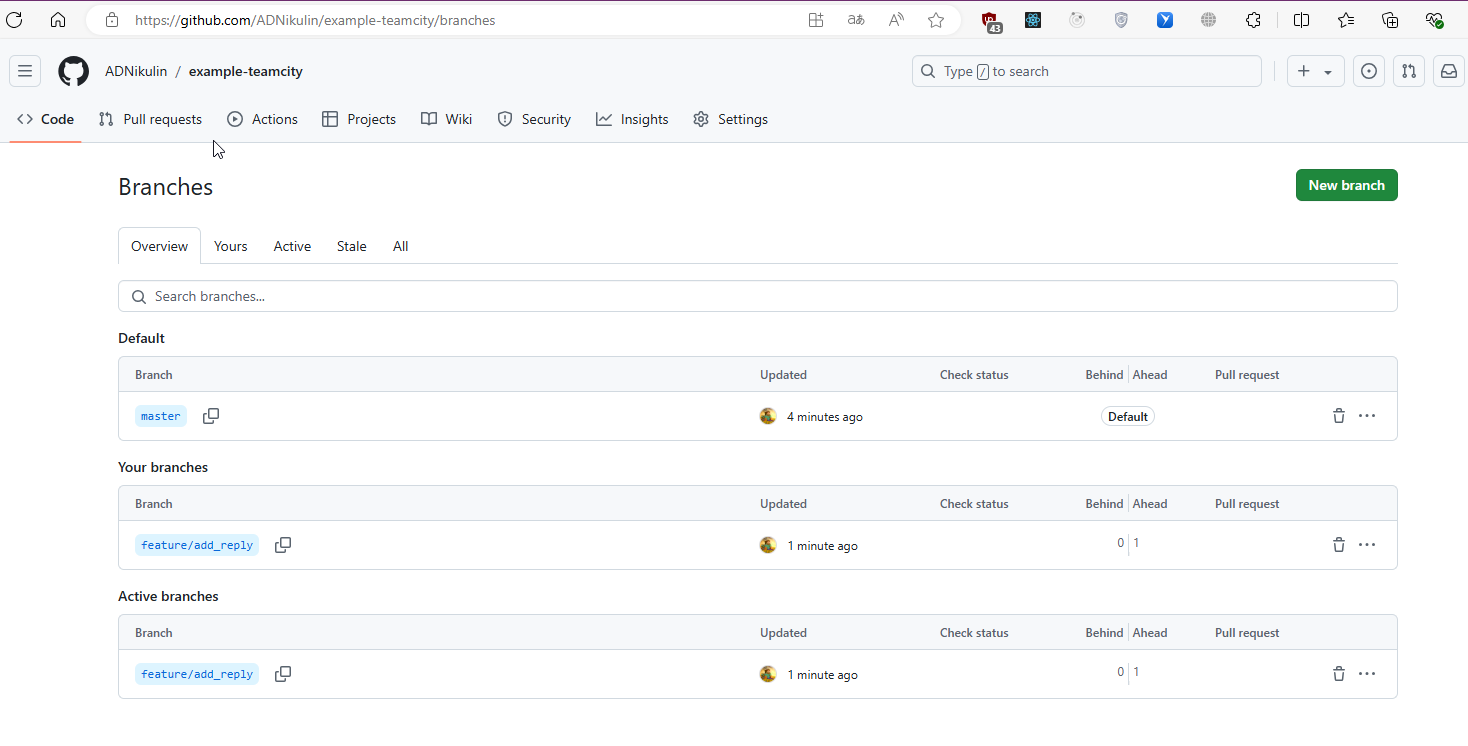 https://github.com/ADNikulin/example-teamcity/branches
43
ADNikulin / example-teamcity
Type / to search
Code Pull requests Actions Projects Wiki Security Insights Settings
Branches
New branch
Overview Yours Active Stale All
Search branches...
Default
Branch Updated Check status Behind Ahead Pull request
master 4 minutes ago Default
Your branches
Branch Updated Check status Behind Ahead Pull request
feature/add_reply 1 minute ago 0 1
Active branches
Branch Updated Check status Behind Ahead Pull request
feature/add_reply 1 minute ago 0 1